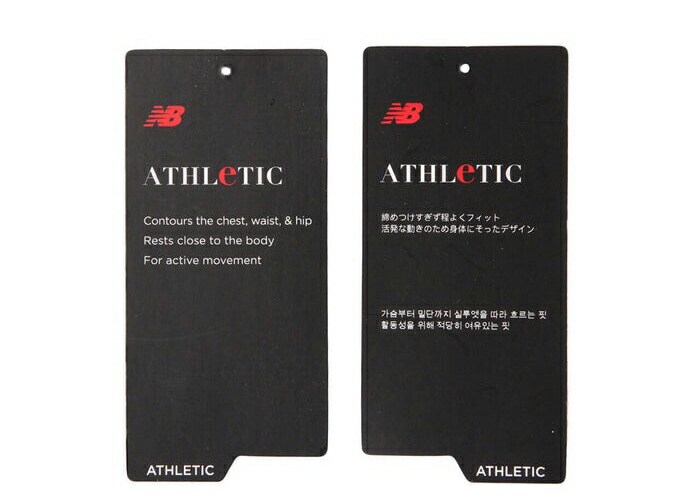 NB
ATHLeTIC
Contours the chest, waist, & hip
Rests close to the body
For active movement
ATHLETIC
NB
ATHLeTIC
締めつけすぎず程よくフィット
活発な動きのため身体にそったデザイン
가슴부터 밑단까지 실루엣을 따라 흐르는 핏
활동성을 위해 적당히 여유있는 핏
ATHLETIC